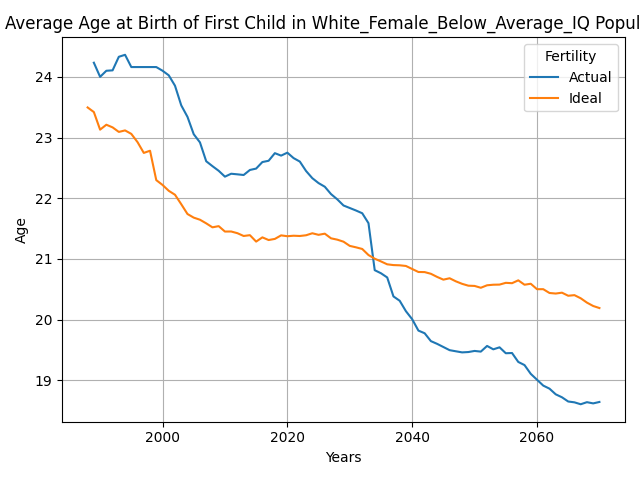 Average Age at Birth of First Child in White_Female_Below_Average_IQ Popul
Fertility
Actual
Ideal
24
23
22
21
20
19
Age
2000 2020 2040 2060
Years